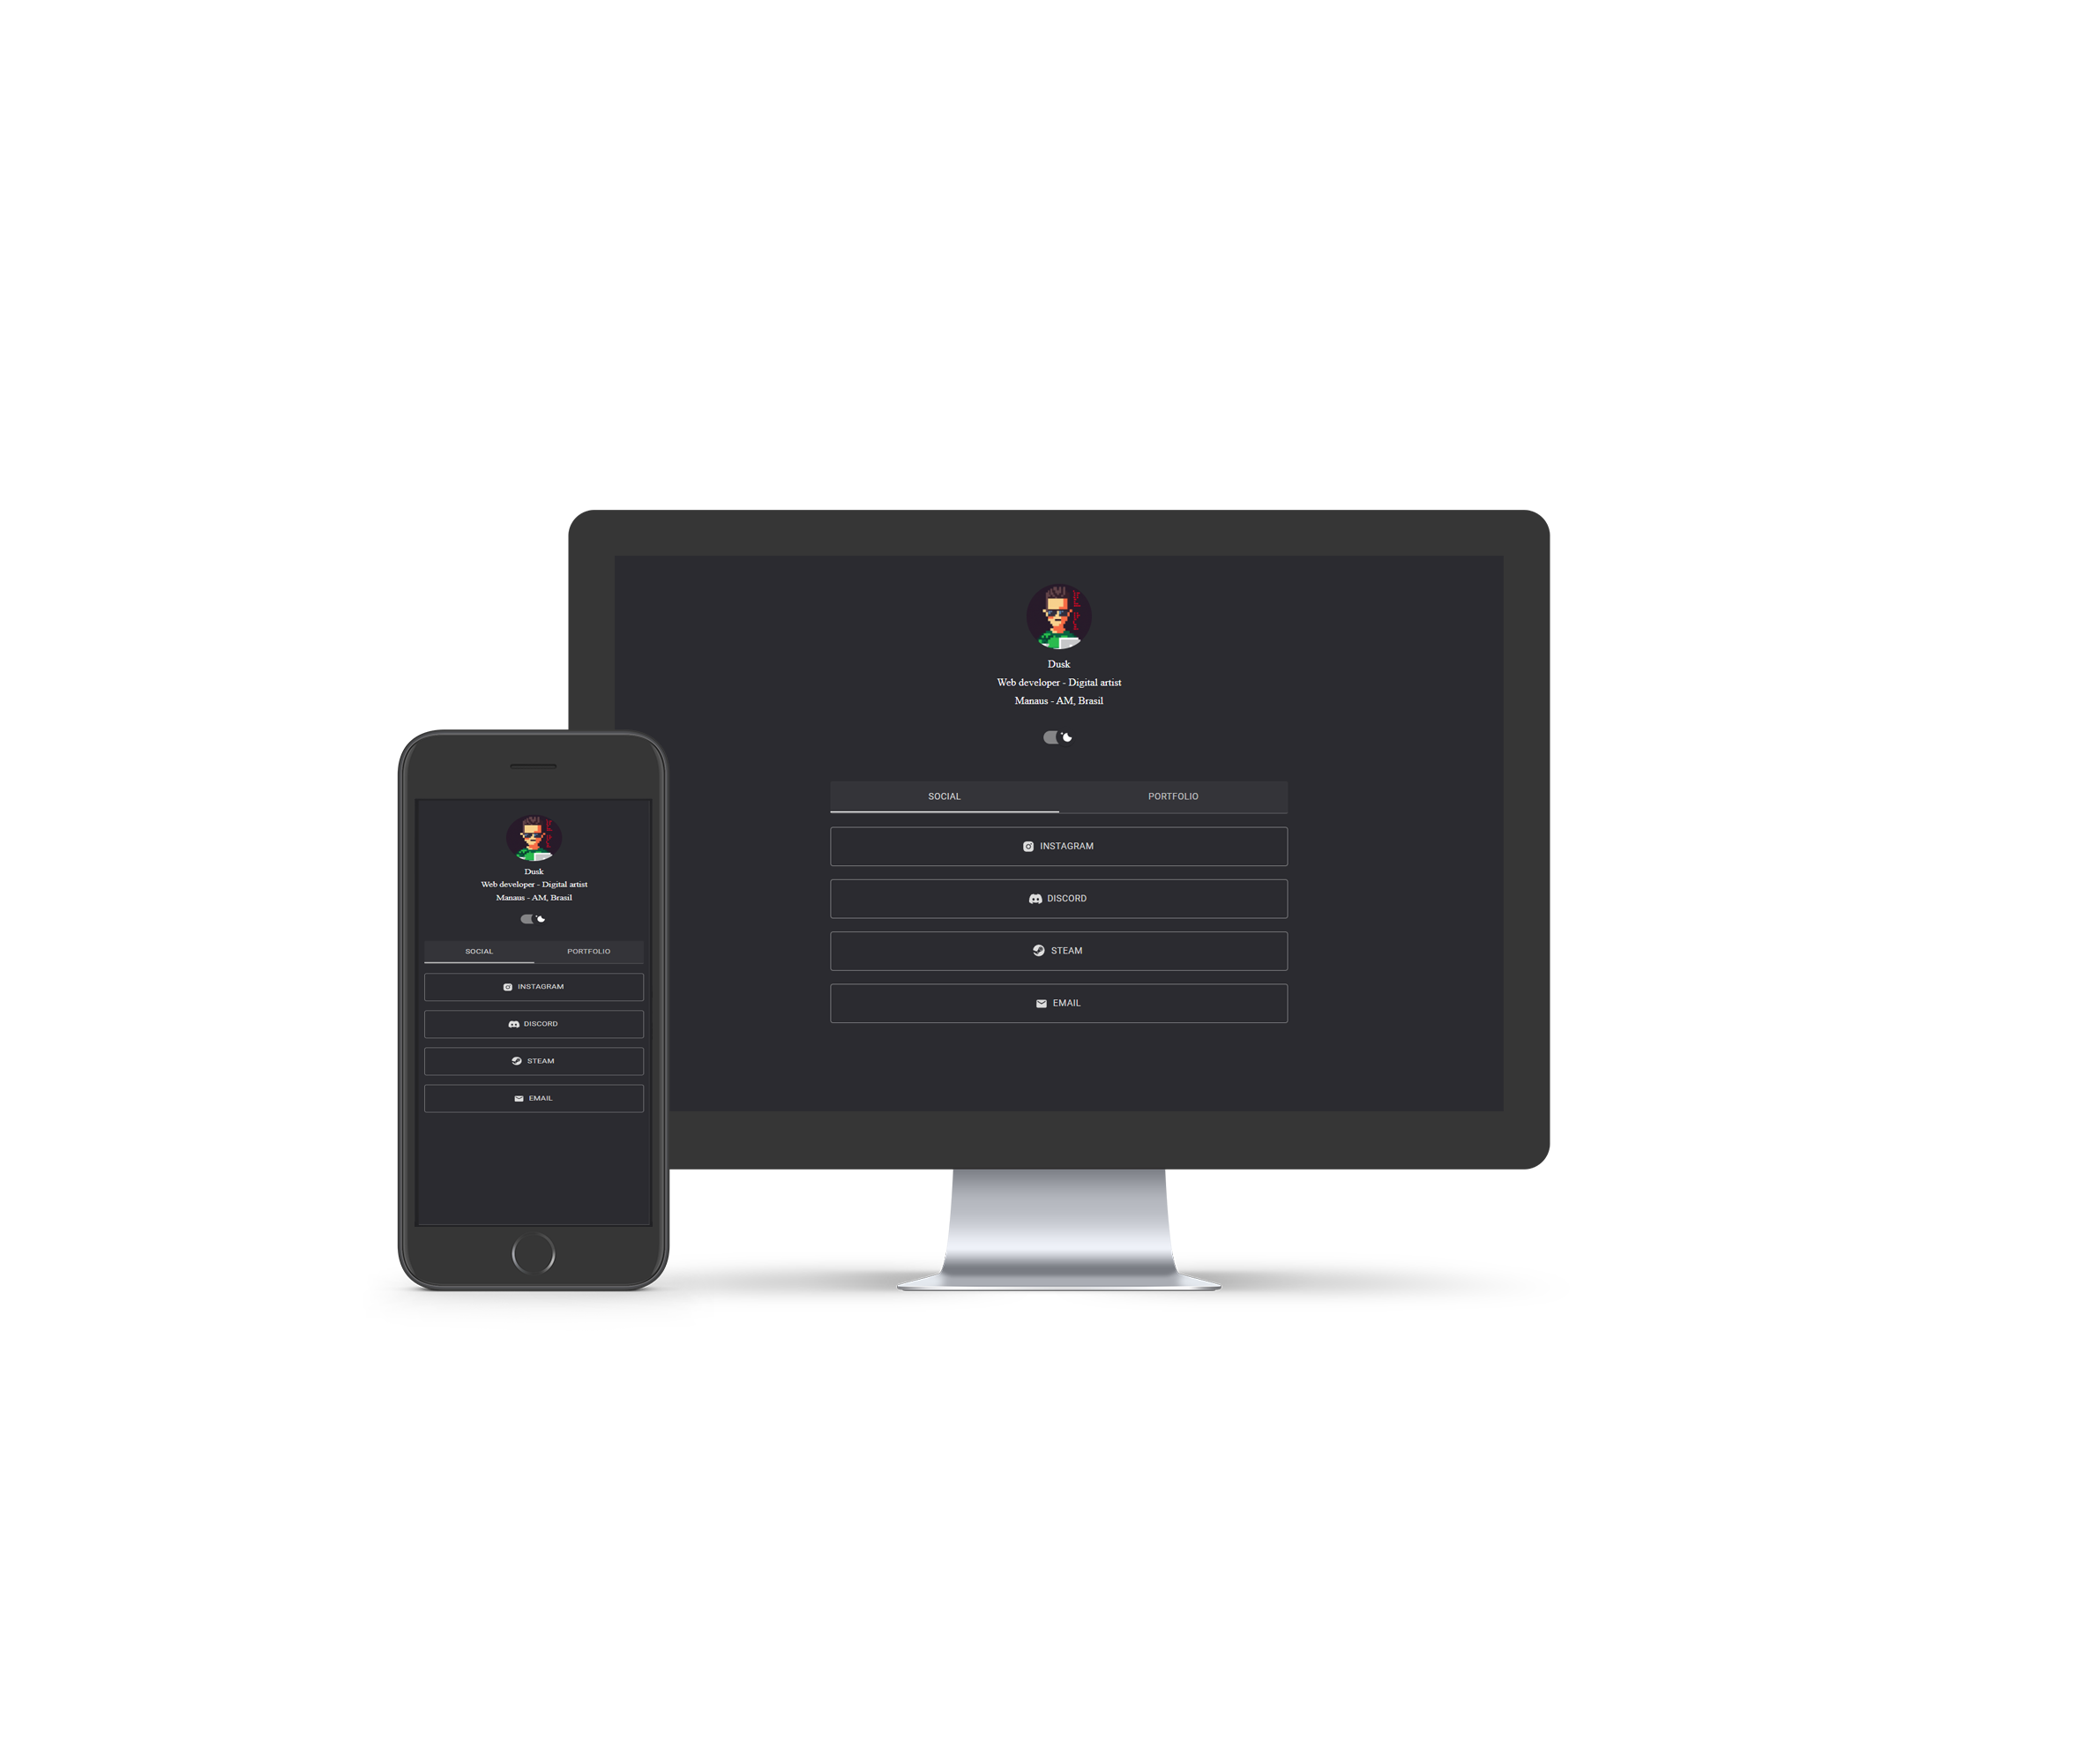 Dusk
Web developer - Digital artist
Manaus - AM, Brasil
SOCIAL PORTFOLIO
INSTAGRAM
DISCORD
STEAM
EMAIL
Dusk
Web developer - Digital artist
Manaus - AM, Brasil
SOCIAL PORTFOLIO
INSTAGRAM
DISCORD
STEAM
EMAIL